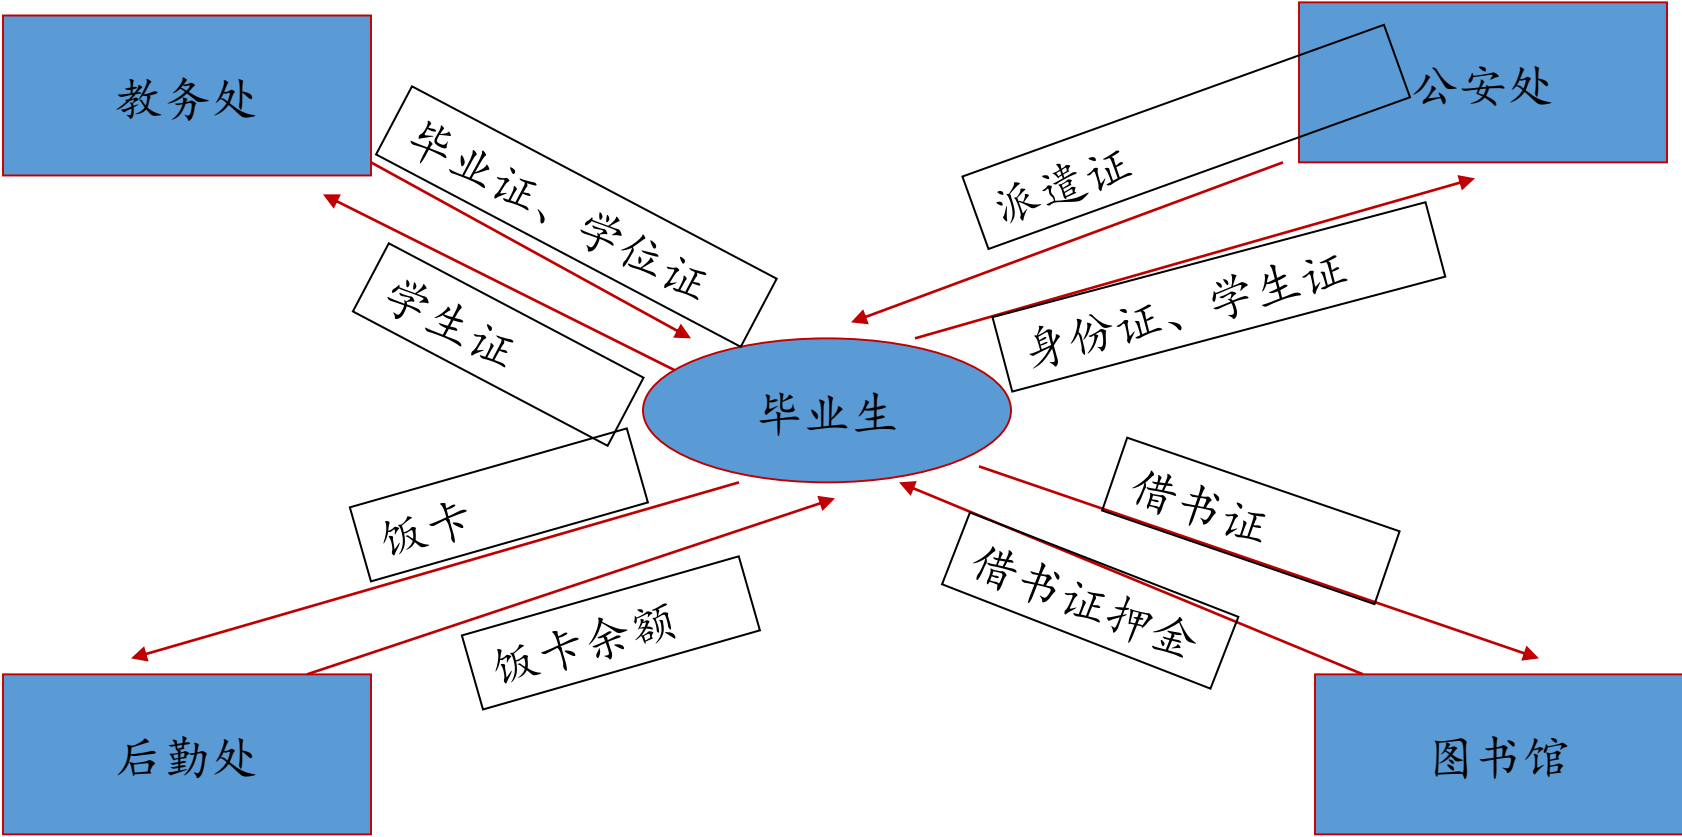 教务处
公安处
毕业证、学位证
派遣证
学生证
身份证、学生证
毕业生
饭卡
借书证
饭卡余额
借书证押金
后勤处
图书馆